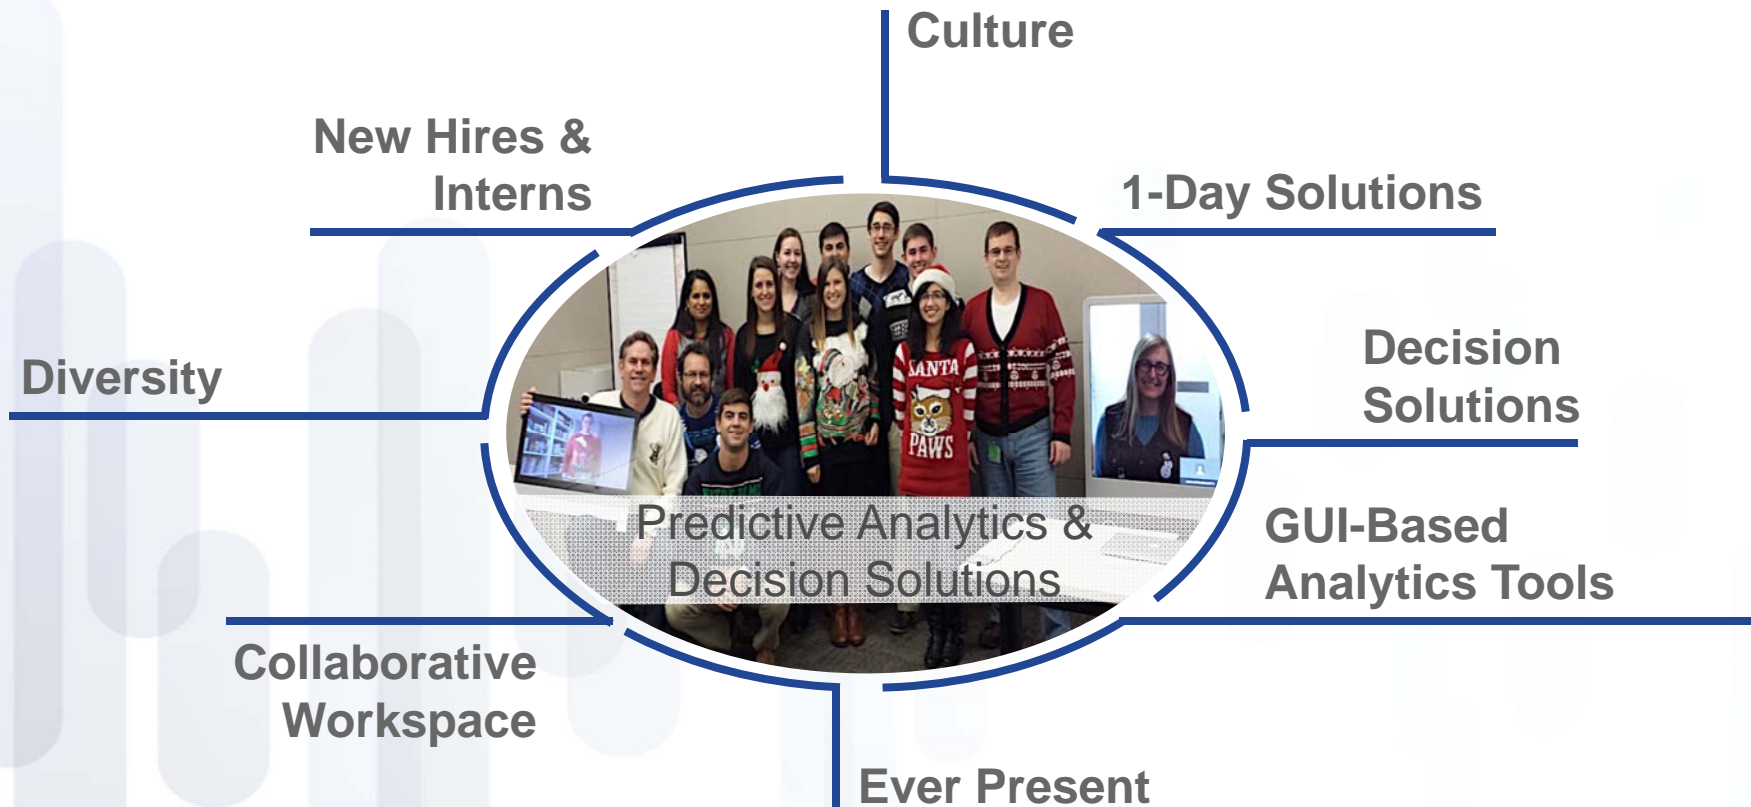 Culture
New Hires &
Interns
1-Day Solutions
Diversity
Decision
Solutions
SANTA
PAWS
Predictive Analytics &
Decision Solutions
GUI-Based
Analytics Tools
Collaborative
Workspace
Ever Present